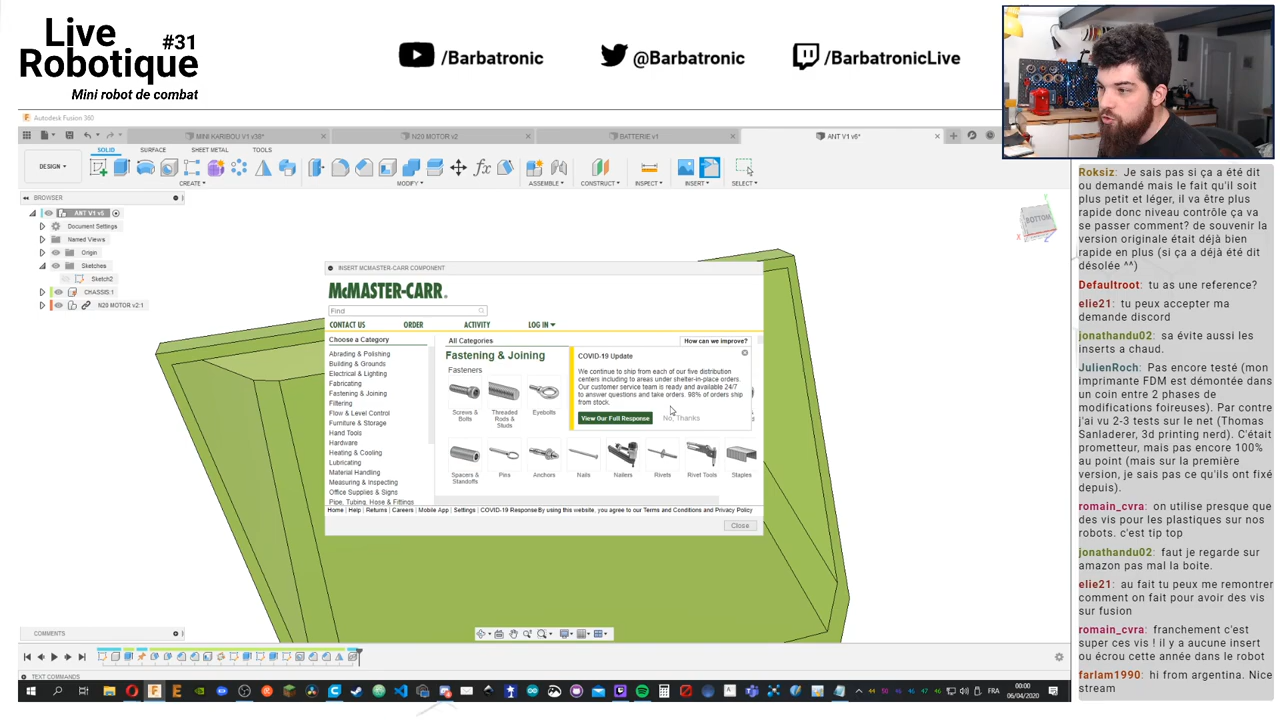 Live
Robotique
#31
Mini robot de combat
/Barbatronic
@Barbatronic
/BarbatronicLive
Autodesk Fusion 360
MINI KARIBOU V1 v38*
N20 MOTOR v2
BATTERIE v1
ANT V1 v6*
SOLID
SURFACE
SHEET METAL
TOOLS
DESIGN
CREATE
MODIFY
ASSEMBLE
CONSTRUCT
INSPECT
INSERT
SELECT
BROWSER
ANT V1 v5
Document Settings
Named Views
Origin
Sketches
Sketch2
CHASSIS:1
N20 MOTOR v2:1
BOTTOM
INSERT MCMASTER-CARR COMPONENT
McMASTER-CARR.
Find
CONTACT US
ORDER
ACTIVITY
LOG IN
Choose a Category
Abrading & Polishing
Building & Grounds
Electrical & Lighting
Fabricating
Fastening & Joining
Filtering
Flow & Level Control
Furniture & Storage
Hand Tools
Hardware
Heating & Cooling
Lubricating
Material Handling
Measuring & Inspecting
Office Supplies & Signs
Pipe, Tubing, Hose & Fittings
All Categories
How can we improve?
Fastening & Joining
Fasteners
Screws & Bolts
Threaded Rods & Studs
Eyebolts
COVID-19 Update
We continue to ship from each of our five distribution
centers including to areas under shelter-in-place orders.
Our customer service team is ready and available 24/7
to answer questions and take orders. 98% of orders ship
from stock.
View Our Full Response
No, Thanks
Spacers & Standoffs
Pins
Anchors
Nails
Nailers
Rivets
Rivet Tools
Staples
Home | Help | Returns | Careers | Mobile App | Settings | COVID-19 Response
By using this website, you agree to our Terms and Conditions and Privacy Policy
Close
COMMENTS
TEXT COMMANDS
FRA
00:00
06/04/2020
Roksiz: Je sais pas si ça a été dit
ou demandé mais le fait qu'il soit
plus petit et léger, il va être plus
rapide donc niveau contrôle ça va
se passer comment? de souvenir la
version originale était déjà bien
rapide en plus (si ça a déjà été dit
désolée ^^)
Defaultroot: tu as une reference?
elie21: tu peux accepter ma
demande discord
jonathandu02: sa évite aussi les
inserts a chaud.
JulienRoch: Pas encore testé (mon
imprimante FDM est démontée dans
un coin entre 2 phases de
modifications foireuses). Par contre
j'ai vu 2-3 tests sur le net (Thomas
Sanladerer, 3d printing nerd). C'était
prometteur, mais pas encore 100%
au point (mais sur la première
version, je sais pas ce qu'ils ont fixé
depuis).
romain_cvra: on utilise presque que
des vis pour les plastiques sur nos
robots. c'est tip top
jonathandu02: faut je regarde sur
amazon pas mal la boite.
elie21: au fait tu peux me remontrer
comment on fait pour avoir des vis
sur fusion
romain_cvra: franchement c'est
super ces vis ! il y a aucune insert
ou écrou cette année dans le robot
farlam1990: hi from argentina. Nice
stream